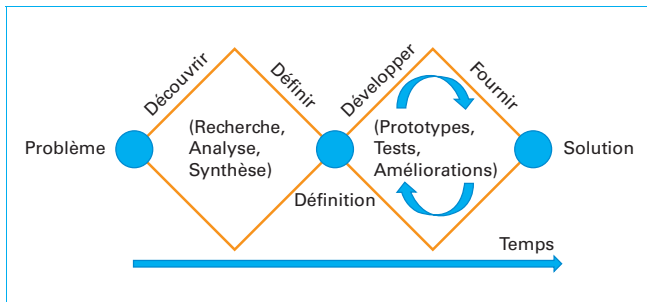 Découvrir
Définir
Développer
Fournir
Problème
(Recherche,
Analyse,
Synthèse)
(Prototypes,
Tests,
Améliorations)
Solution
Définition
Temps